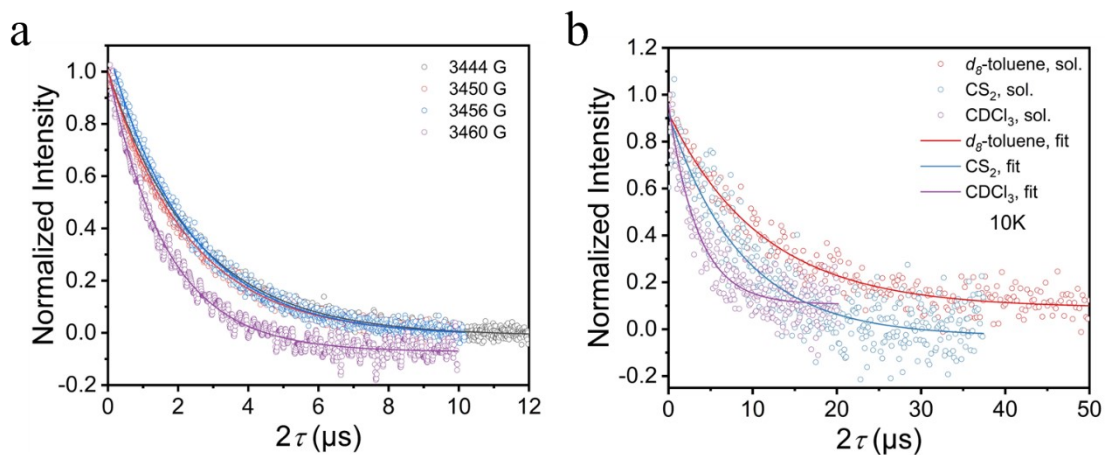 a
Normalized Intensity
1.0
0.8
0.6
0.4
0.2
0.0
-0.2
0 2 4 6 8 10 12
2τ (μs)
3444 G
3450 G
3456 G
3460 G
b
Normalized Intensity
1.2
1.0
0.8
0.6
0.4
0.2
0.0
-0.2
0 10 20 30 40 50
2τ (μs)
d8-toluene, sol.
CS2, sol.
CDCl3, sol.
d8-toluene, fit
CS2, fit
CDCl3, fit
10K